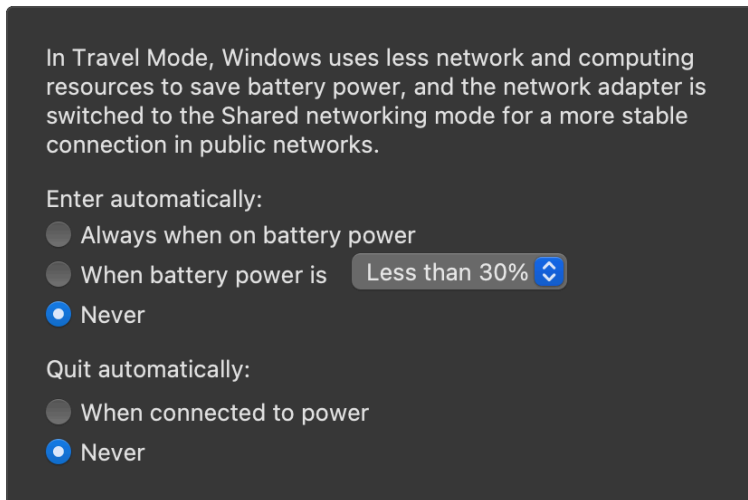 In Travel Mode, Windows uses less network and computing
resources to save battery power, and the network adapter is
switched to the Shared networking mode for a more stable
connection in public networks.
Enter automatically:
Always when on battery power
When battery power is Less than 30%
Never
Quit automatically:
When connected to power
Never